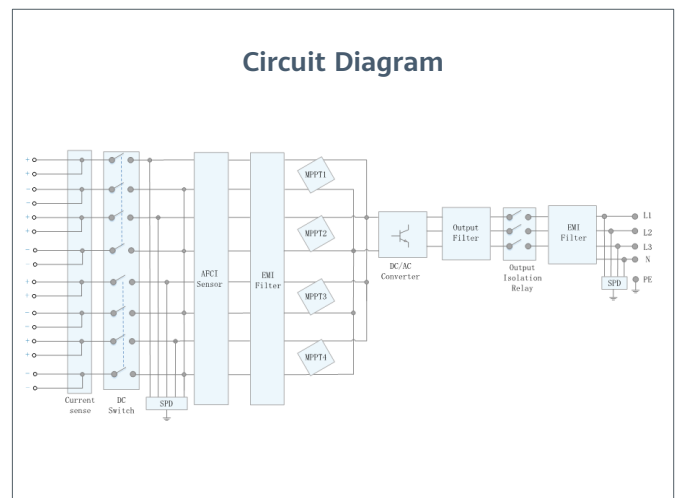 Circuit Diagram
+
+
-
-
+
+
-
-
+
+
-
-
+
+
-
-
Current
sense
DC
Switch
SPD
AFCI
Sensor
EMI
Filter
MPPT1
MPPT2
MPPT3
MPPT4
DC/AC
Converter
Output
Filter
Output
Isolation
Relay
EMI
Filter
SPD
L1
L2
L3
N
PE